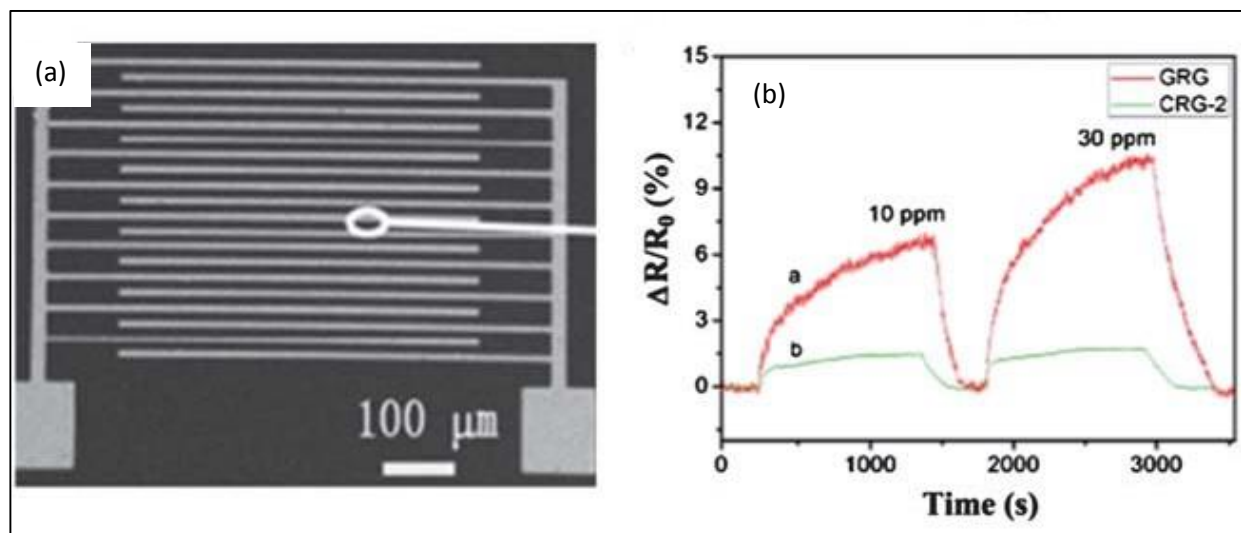 (a)
100 μm
(b)
GRG
CRG-2
10 ppm
30 ppm
a
b
ΔR/R₀ (%)
15
12
9
6
3
0
0
1000
2000
3000
Time (s)